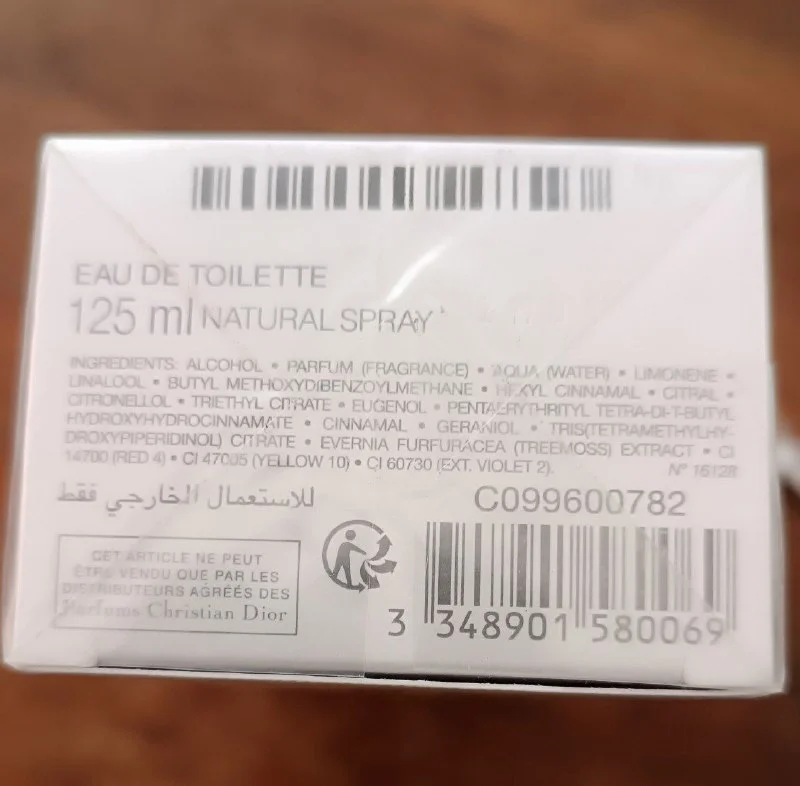 EAU DE TOILETTE
125 ml NATURAL SPRAY
INGREDIENTS: ALCOHOL • PARFUM (FRAGRANCE) • AQUA (WATER) • LIMONENE •
LINALOOL • BUTYL METHOXYDIBENZOYLMETHANE • HEXYL CINNAMAL • CITRAL •
CITRONELLOL • TRIETHYL CITRATE • EUGENOL • PENTAERYTHRITYL TETRA-DI-T-BUTYL
HYDROXYHYDROCINNAMATE • CINNAMAL • GERANIOL • TRIS(TETRAMETHYLHY-
DROXYPIPERIDINOL) CITRATE • EVERNIA FURFURACEA (TREEMOSS) EXTRACT • CI
14700 (RED 4) • CI 47005 (YELLOW 10) • CI 60730 (EXT. VIOLET 2). N° 16128
للاستعمال الخارجي فقط
C099600782
CET ARTICLE NE PEUT
ÊTRE VENDU QUE PAR LES
DISTRIBUTEURS AGRÉÉS DES
Parfums Christian Dior
3 348901 580069